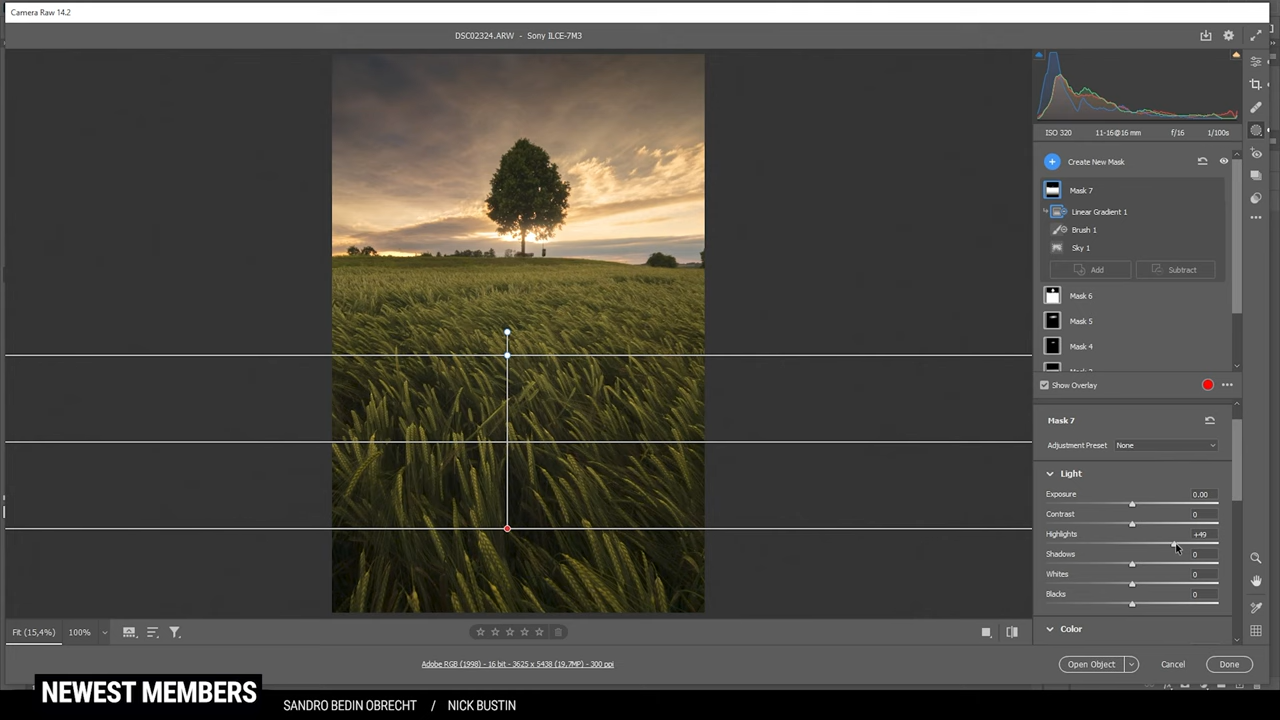 Camera Raw 14.2
DSC02324.ARW - Sony ILCE-7M3
ISO 320 11-16@16 mm f/16 1/100s
Create New Mask
Mask 7
Linear Gradient 1
Brush 1
Sky 1
Add Subtract
Mask 6
Mask 5
Mask 4
Show Overlay
Mask 7
Adjustment Preset None
Light
Exposure 0.00
Contrast 0
Highlights +49
Shadows 0
Whites 0
Blacks 0
Color
Fit (15,4%) 100%
Adobe RGB (1998) - 16 bit - 3625 x 5438 (19,7MP) - 300 ppi
Open Object Cancel Done
NEWEST MEMBERS
SANDRO BEDIN OBRECHT / NICK BUSTIN